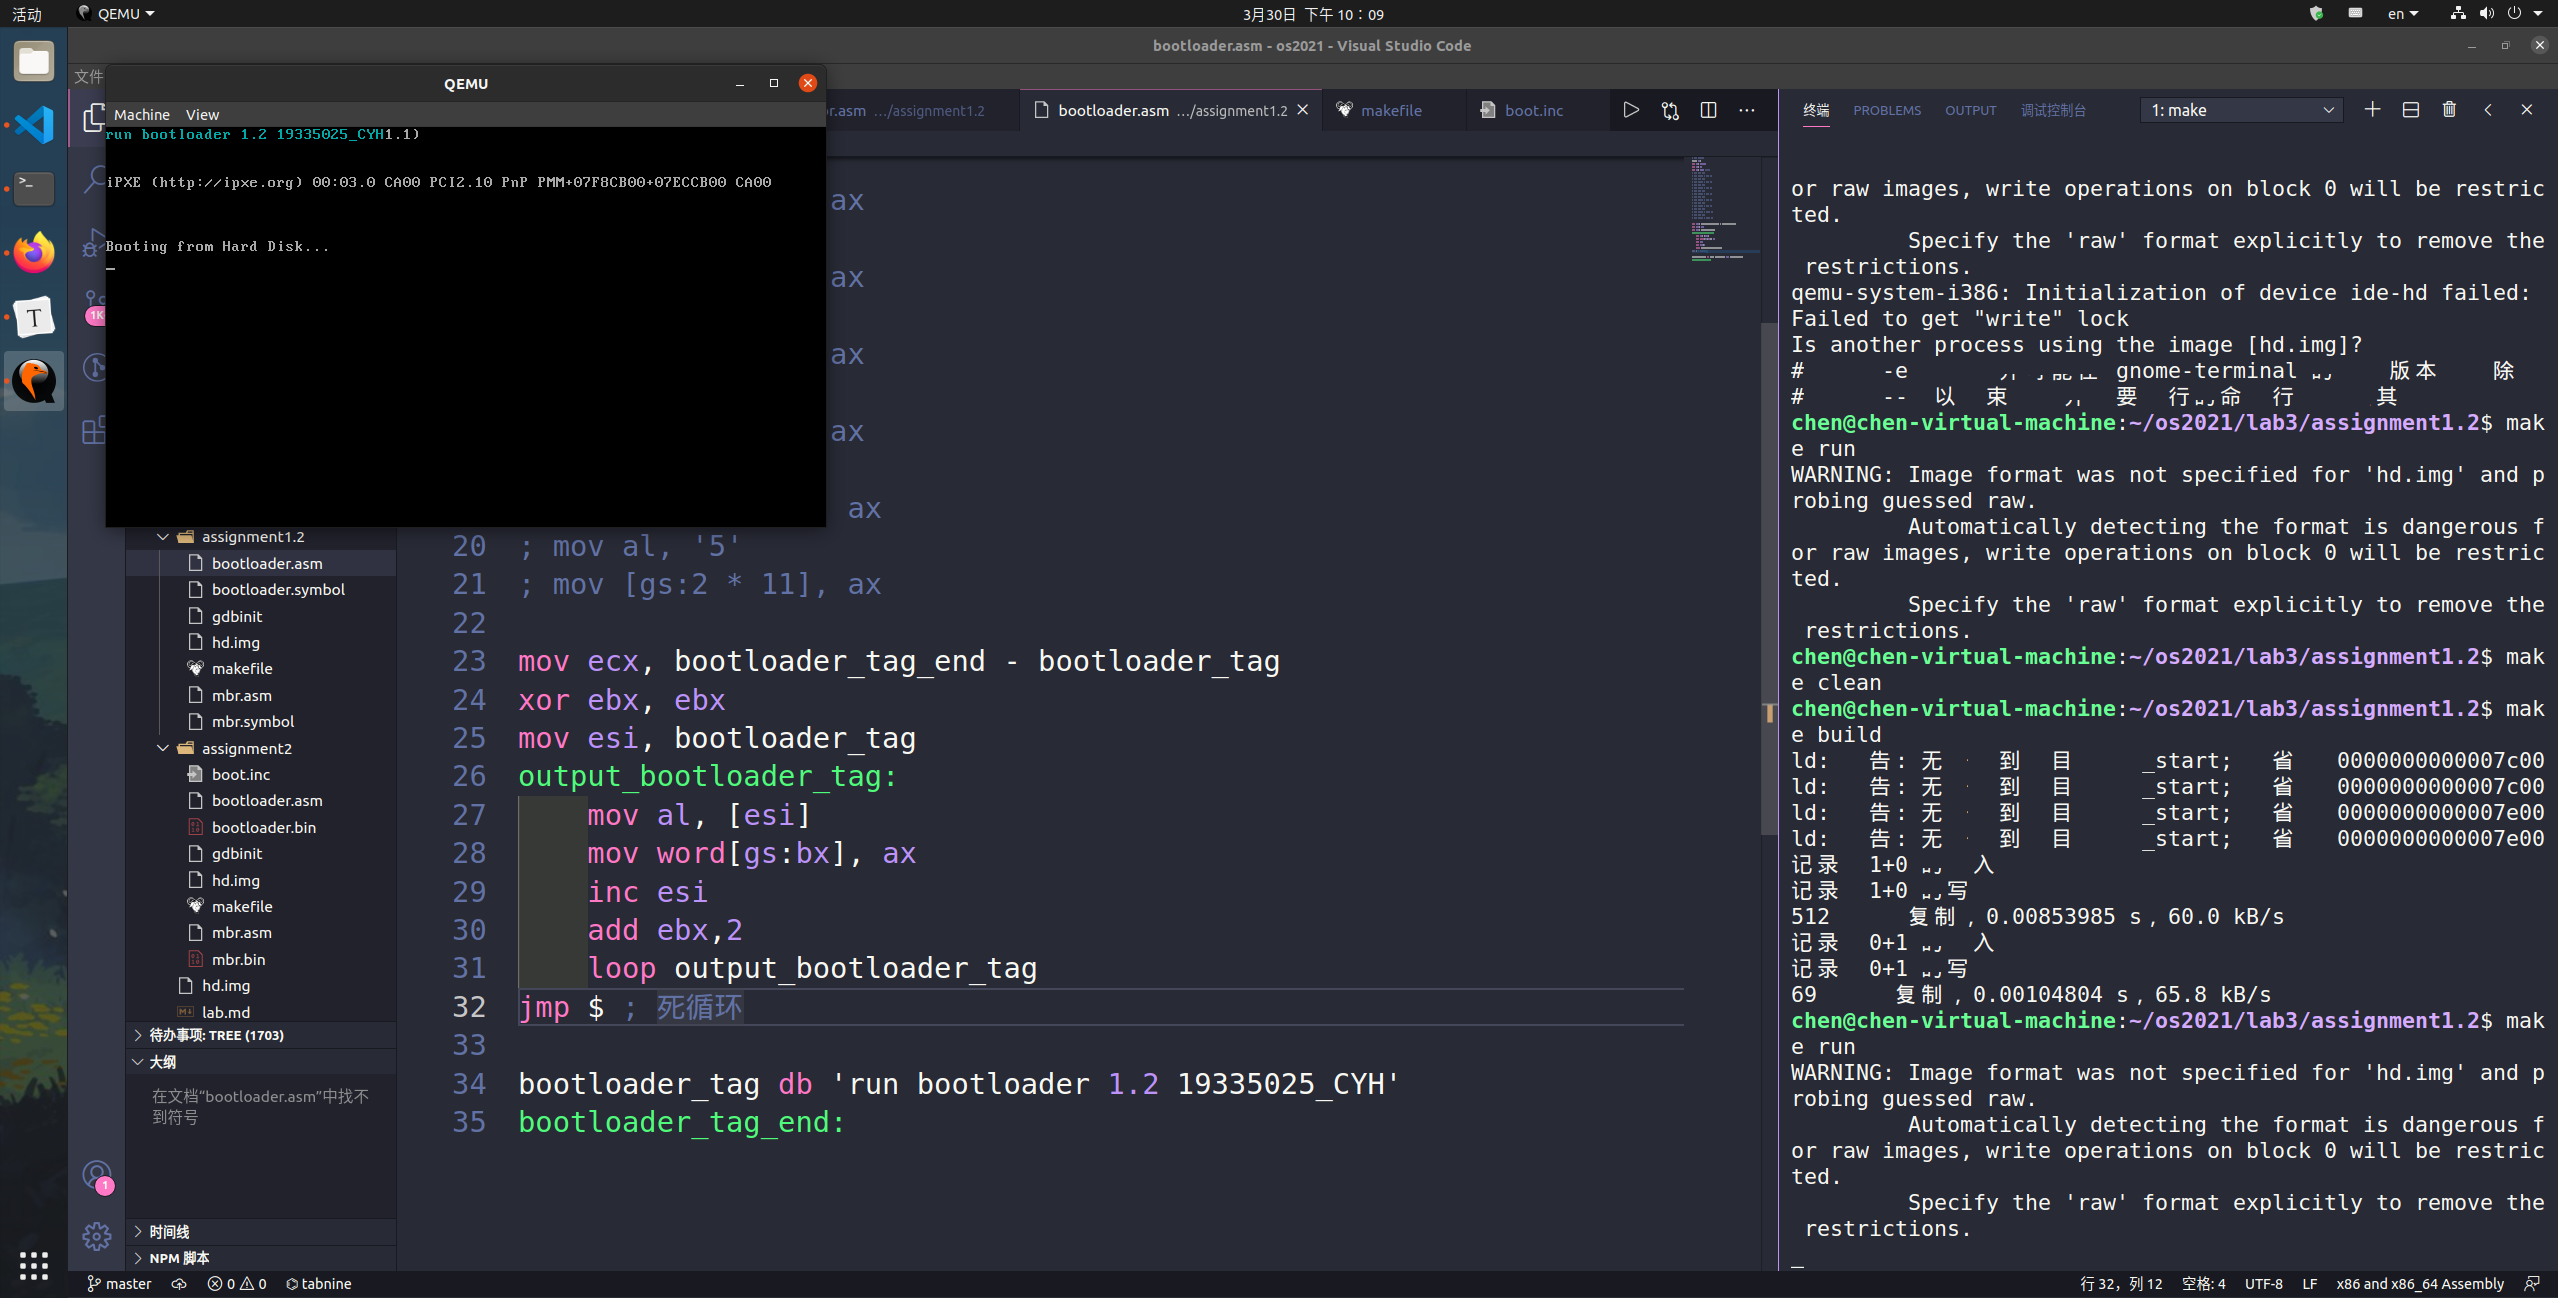 活动
QEMU
3月30日 下午 10：09
en
bootloader.asm - os2021 - Visual Studio Code
文件
QEMU
Machine View
run bootloader 1.2 19335025_CYH1.1)
iPXE (http://ipxe.org) 00:03.0 CA00 PCI2.10 PnP PMM+07F8CB00+07ECCB00 CA00
Booting from Hard Disk...
1K
assignment1.2
bootloader.asm
bootloader.symbol
gdbinit
hd.img
makefile
mbr.asm
mbr.symbol
assignment2
boot.inc
bootloader.asm
bootloader.bin
gdbinit
hd.img
makefile
mbr.asm
mbr.bin
hd.img
lab.md
待办事项: TREE (1703)
大纲
在文档“bootloader.asm”中找不
到符号
1
时间线
NPM 脚本
.asm .../assignment1.2
bootloader.asm .../assignment1.2
makefile
boot.inc
ax
ax
ax
ax
ax
20 ; mov al, '5'
21 ; mov [gs:2 * 11], ax
22
23 mov ecx, bootloader_tag_end - bootloader_tag
24 xor ebx, ebx
25 mov esi, bootloader_tag
26 output_bootloader_tag:
27     mov al, [esi]
28     mov word[gs:bx], ax
29     inc esi
30     add ebx,2
31     loop output_bootloader_tag
32 jmp $ ; 死循环
33
34 bootloader_tag db 'run bootloader 1.2 19335025_CYH'
35 bootloader_tag_end:
终端 PROBLEMS OUTPUT 调试控制台
1: make
or raw images, write operations on block 0 will be restric
ted.
Specify the 'raw' format explicitly to remove the
restrictions.
qemu-system-i386: Initialization of device ide-hd failed:
Failed to get "write" lock
Is another process using the image [hd.img]?
# -e gnome-terminal 版本 除
# -- 以 束 要 行的命 行 其
chen@chen-virtual-machine:~/os2021/lab3/assignment1.2$ mak
e run
WARNING: Image format was not specified for 'hd.img' and p
robing guessed raw.
Automatically detecting the format is dangerous f
or raw images, write operations on block 0 will be restric
ted.
Specify the 'raw' format explicitly to remove the
restrictions.
chen@chen-virtual-machine:~/os2021/lab3/assignment1.2$ mak
e clean
chen@chen-virtual-machine:~/os2021/lab3/assignment1.2$ mak
e build
ld: 告: 无 到 目 _start; 省 0000000000007c00
ld: 告: 无 到 目 _start; 省 0000000000007c00
ld: 告: 无 到 目 _start; 省 0000000000007e00
ld: 告: 无 到 目 _start; 省 0000000000007e00
记录 1+0 入
记录 1+0 的写
512 复制，0.00853985 s，60.0 kB/s
记录 0+1 入
记录 0+1 的写
69 复制，0.00104804 s，65.8 kB/s
chen@chen-virtual-machine:~/os2021/lab3/assignment1.2$ mak
e run
WARNING: Image format was not specified for 'hd.img' and p
robing guessed raw.
Automatically detecting the format is dangerous f
or raw images, write operations on block 0 will be restric
ted.
Specify the 'raw' format explicitly to remove the
restrictions.
master 0 0 tabnine
行 32，列 12 空格: 4 UTF-8 LF x86 and x86_64 Assembly